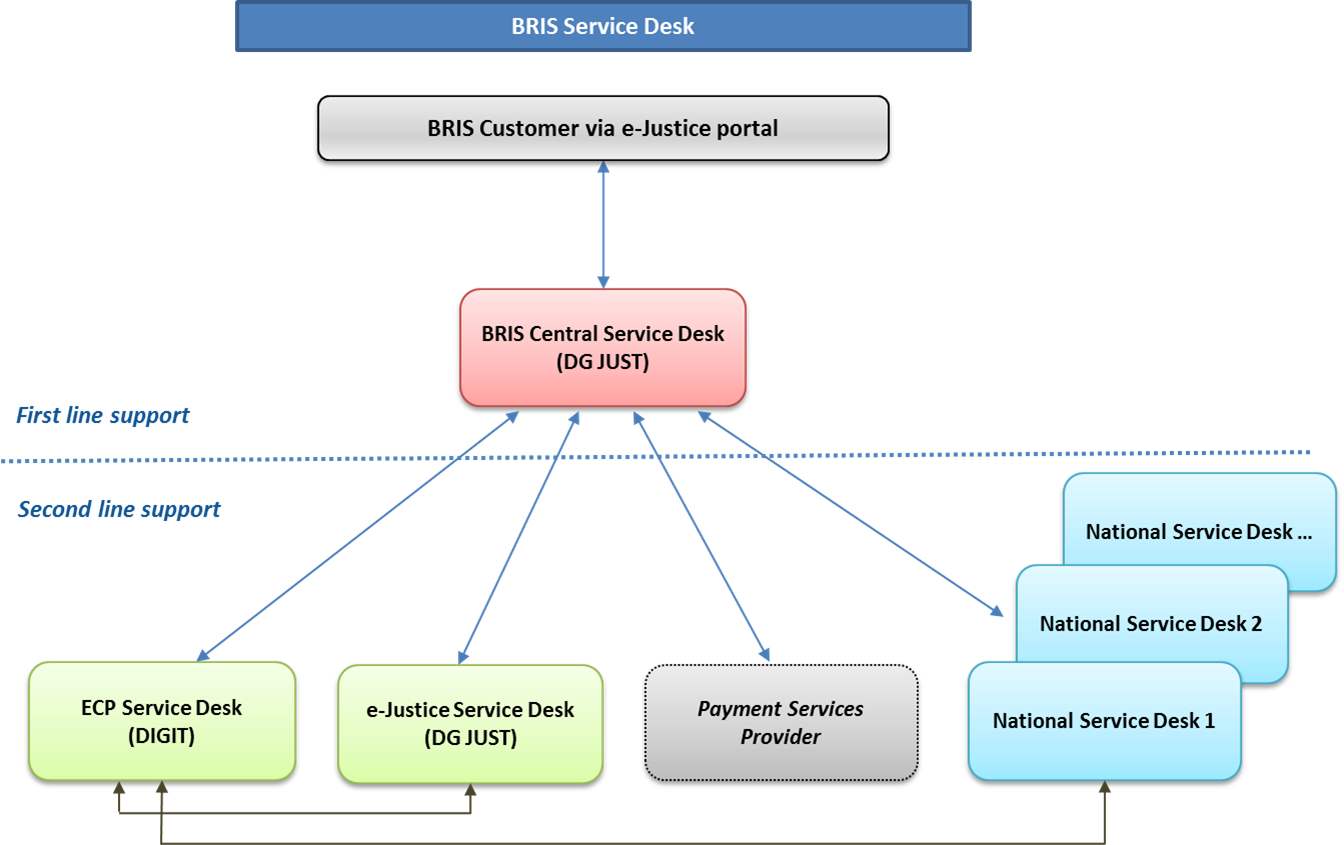 BRIS Service Desk
BRIS Customer via e-Justice portal
BRIS Central Service Desk
(DG JUST)
First line support
Second line support
National Service Desk ...
National Service Desk 2
National Service Desk 1
ECP Service Desk
(DIGIT)
e-Justice Service Desk
(DG JUST)
Payment Services
Provider